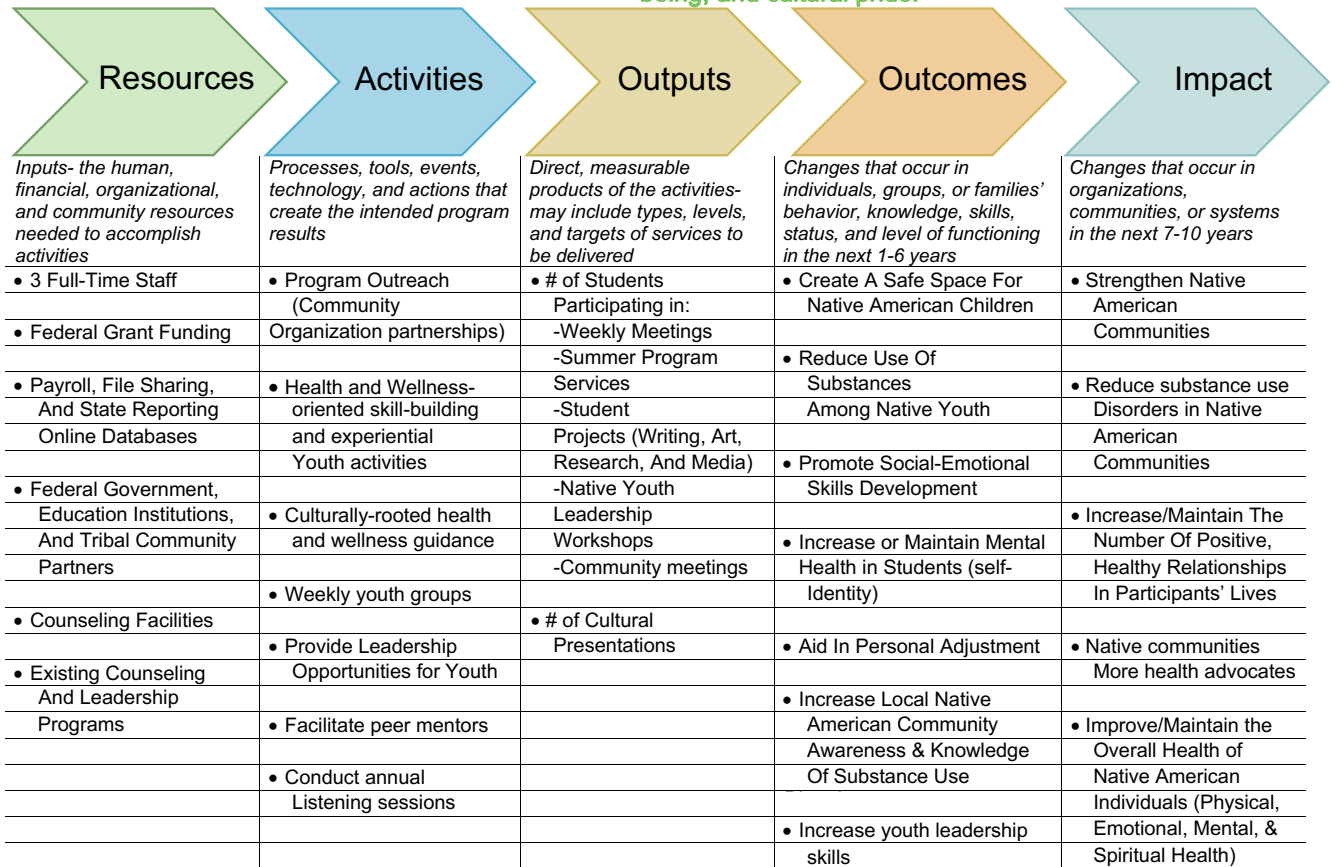 being, and cultural pride.
Resources
Activities
Outputs
Outcomes
Impact
Inputs- the human,
financial, organizational,
and community resources
needed to accomplish
activities
• 3 Full-Time Staff
• Federal Grant Funding
• Payroll, File Sharing,
And State Reporting
Online Databases
• Federal Government,
Education Institutions,
And Tribal Community
Partners
• Counseling Facilities
• Existing Counseling
And Leadership
Programs
Processes, tools, events,
technology, and actions that
create the intended program
results
• Program Outreach
(Community
Organization partnerships)
• Health and Wellness-
oriented skill-building
and experiential
Youth activities
• Culturally-rooted health
and wellness guidance
• Weekly youth groups
• Provide Leadership
Opportunities for Youth
• Facilitate peer mentors
• Conduct annual
Listening sessions
Direct, measurable
products of the activities-
may include types, levels,
and targets of services to
be delivered
• # of Students
Participating in:
-Weekly Meetings
-Summer Program
Services
-Student
Projects (Writing, Art,
Research, And Media)
-Native Youth
Leadership
Workshops
-Community meetings
• # of Cultural
Presentations
Changes that occur in
individuals, groups, or families’
behavior, knowledge, skills,
status, and level of functioning
in the next 1-6 years
• Create A Safe Space For
Native American Children
• Reduce Use Of
Substances
Among Native Youth
• Promote Social-Emotional
Skills Development
• Increase or Maintain Mental
Health in Students (self-
Identity)
• Aid In Personal Adjustment
• Increase Local Native
American Community
Awareness & Knowledge
Of Substance Use
• Increase youth leadership
skills
Changes that occur in
organizations,
communities, or systems
in the next 7-10 years
• Strengthen Native
American
Communities
• Reduce substance use
Disorders in Native
American
Communities
• Increase/Maintain The
Number Of Positive,
Healthy Relationships
In Participants’ Lives
• Native communities
More health advocates
• Improve/Maintain the
Overall Health of
Native American
Individuals (Physical,
Emotional, Mental, &
Spiritual Health)